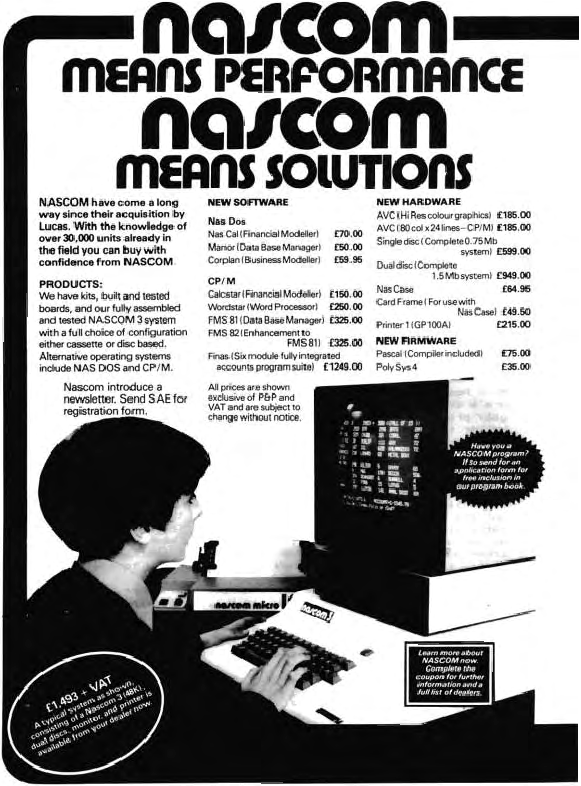 nascom
MEANS PERFORMANCE
nascom
MEANS SOLUTIONS
NASCOM have come a long
way since their acquisition by
Lucas. With the knowledge of
over 30,000 units already in
the field you can buy with
confidence from NASCOM.
PRODUCTS:
We have kits, built and tested
boards, and our fully assembled
and tested NASCOM 3 system
with a full choice of configuration
either cassette or disc based.
Alternative operating systems
include NAS DOS and CP/M.
Nascom introduce a
newsletter. Send SAE for
registration form.
NEW SOFTWARE
Nas Dos
Nas Cal (Financial Modeller) £70.00
Manor (Data Base Manager) £50.00
Corplan (Business Modeller) £59.95
CP/M
Calcstar (Financial Modeller) £150.00
Wordstar (Word Processor) £250.00
FMS 81 (Data Base Manager) £325.00
FMS 82 (Enhancement to
FMS 81) £325.00
Finas (Six module fully integrated
accounts program suite) £1249.00
All prices are shown
exclusive of P&P and
VAT and are subject to
change without notice.
NEW HARDWARE
AVC (Hi Res colour graphics) £185.00
AVC (80 col x 24 lines – CP/M) £185.00
Single disc (Complete 0.75 Mb
system) £599.00
Dual disc (Complete
1.5 Mb system) £949.00
Nas Case £64.95
Card Frame (For use with
Nas Case) £49.50
Printer 1 (GP 100A) £215.00
NEW FIRMWARE
Pascal (Compiler included) £75.00
Poly Sys 4 £35.00
Have you a
NASCOM program?
If so send for an
application form for
free inclusion in
our program book.
nascom micro
nascom 3
Learn more about
NASCOM now.
Complete the
coupon for further
information and a
full list of dealers.
£1,493 + VAT
A typical system as shown,
consisting of a Nascom 3 (48K),
dual discs, monitor, and printer is
available from your dealer now.